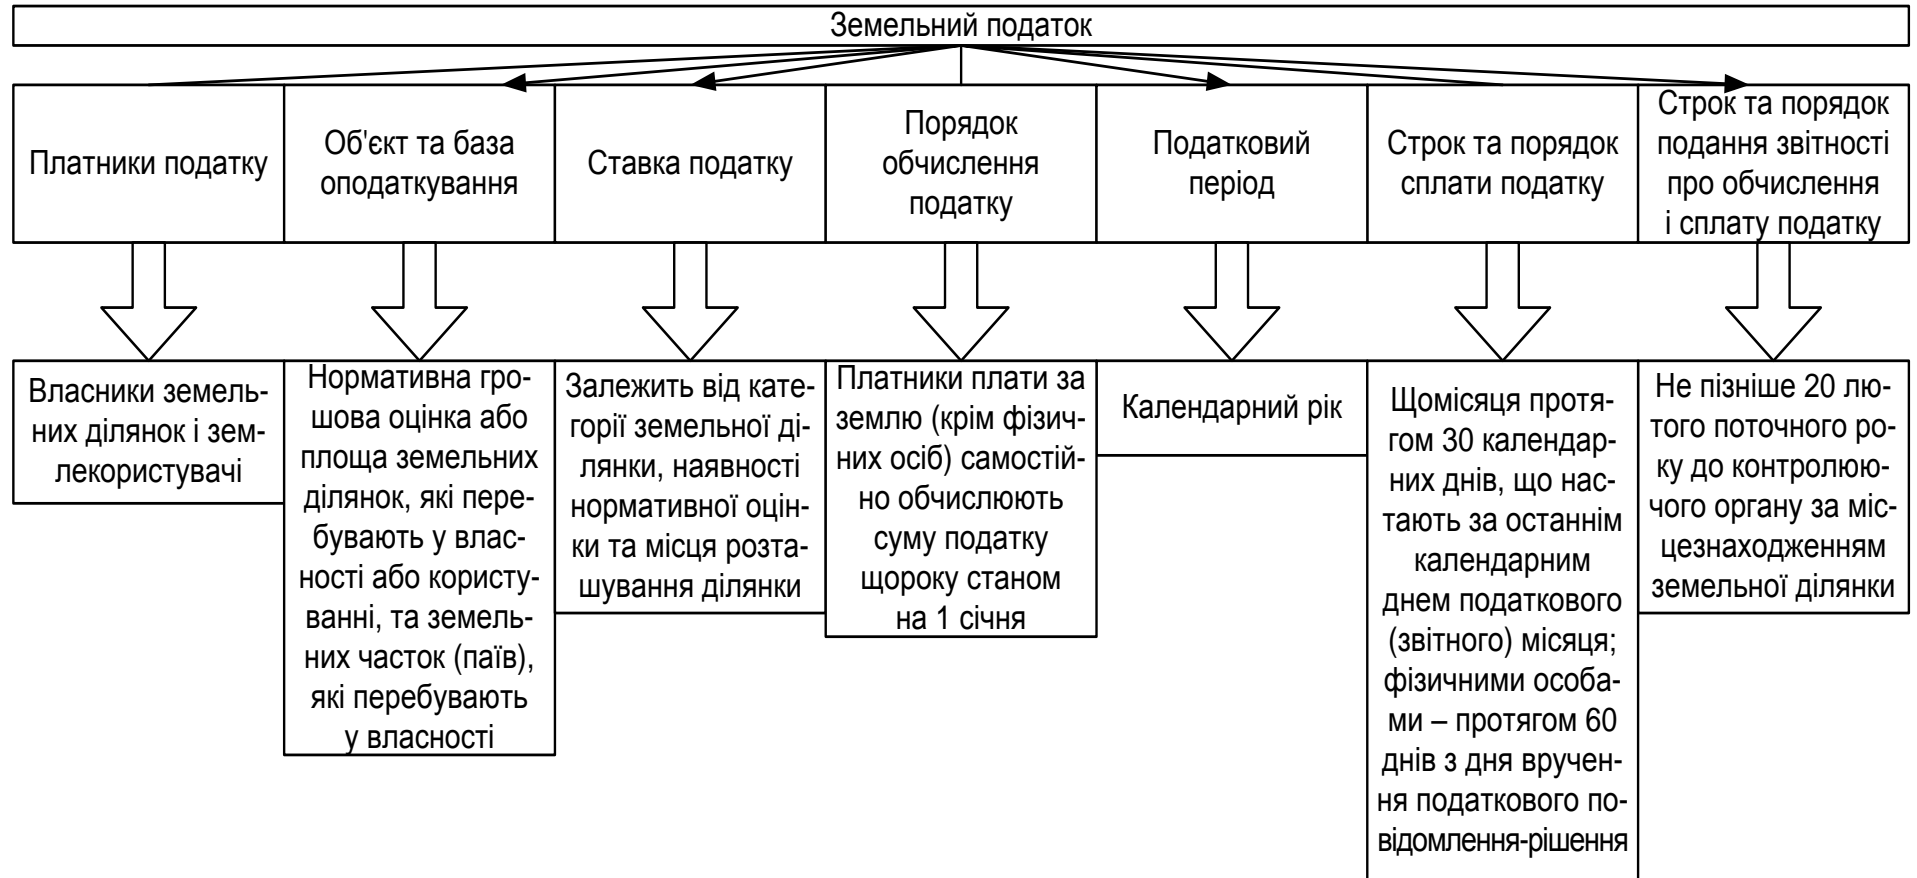 Земельний податок
Платники податку
Об'єкт та база
оподаткування
Ставка податку
Порядок
обчислення
податку
Податковий
період
Строк та порядок
сплати податку
Строк та порядок
подання звітності
про обчислення
і сплату податку
Власники земель-
них ділянок і зем-
лекористувачі
Нормативна гро-
шова оцінка або
площа земельних
ділянок, які пере-
бувають у влас-
ності або користу-
ванні, та земель-
них часток (паїв),
які перебувають
у власності
Залежить від кате-
горії земельної ді-
лянки, наявності
нормативної оцін-
ки та місця розта-
шування ділянки
Платники плати за
землю (крім фізич-
них осіб) самостій-
но обчислюють
суму податку
щороку станом
на 1 січня
Календарний рік
Щомісяця протя-
гом 30 календар-
них днів, що нас-
тають за останнім
календарним
днем податкового
(звітного) місяця;
фізичними особа-
ми – протягом 60
днів з дня вручен-
ня податкового по-
відомлення-рішення
Не пізніше 20 лю-
того поточного ро-
ку до контролюю-
чого органу за міс-
цезнаходженням
земельної ділянки